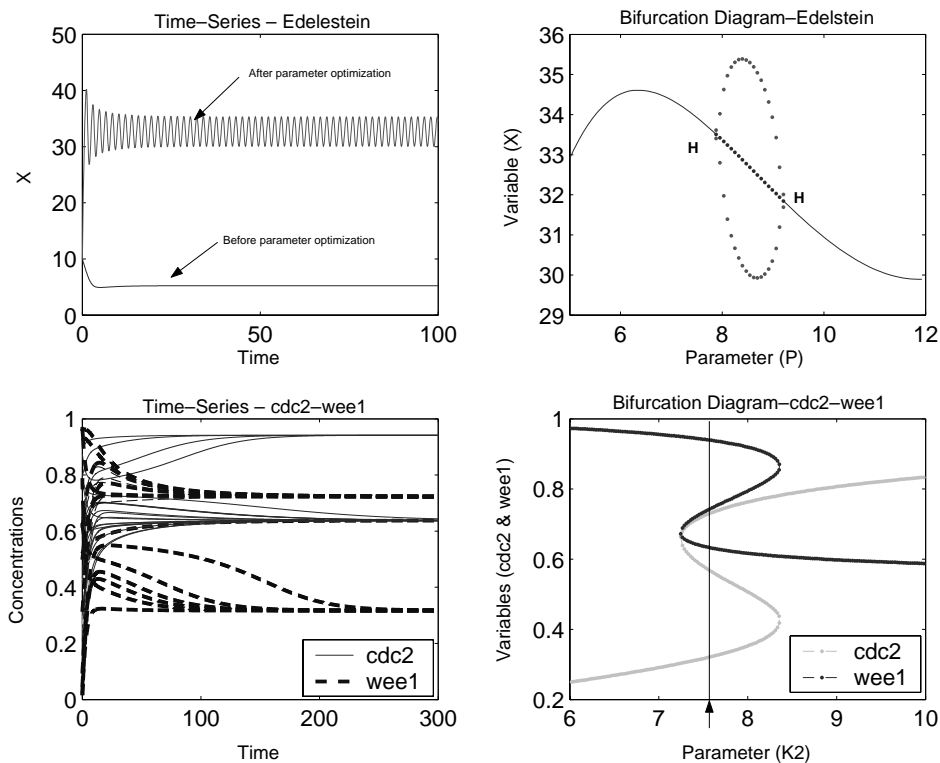 Time–Series – Edelestein
50
40
30
20
10
0
X
After parameter optimization
Before parameter optimization
0
50
100
Time
Bifurcation Diagram–Edelstein
36
35
34
33
32
31
30
29
Variable (X)
H
H
6
8
10
12
Parameter (P)
Time–Series – cdc2–wee1
1
0.8
0.6
0.4
0.2
0
Concentrations
cdc2
wee1
0
100
200
300
Time
Bifurcation Diagram–cdc2–wee1
1
0.8
0.6
0.4
0.2
Variables (cdc2 & wee1)
cdc2
wee1
6
7
8
9
10
Parameter (K2)